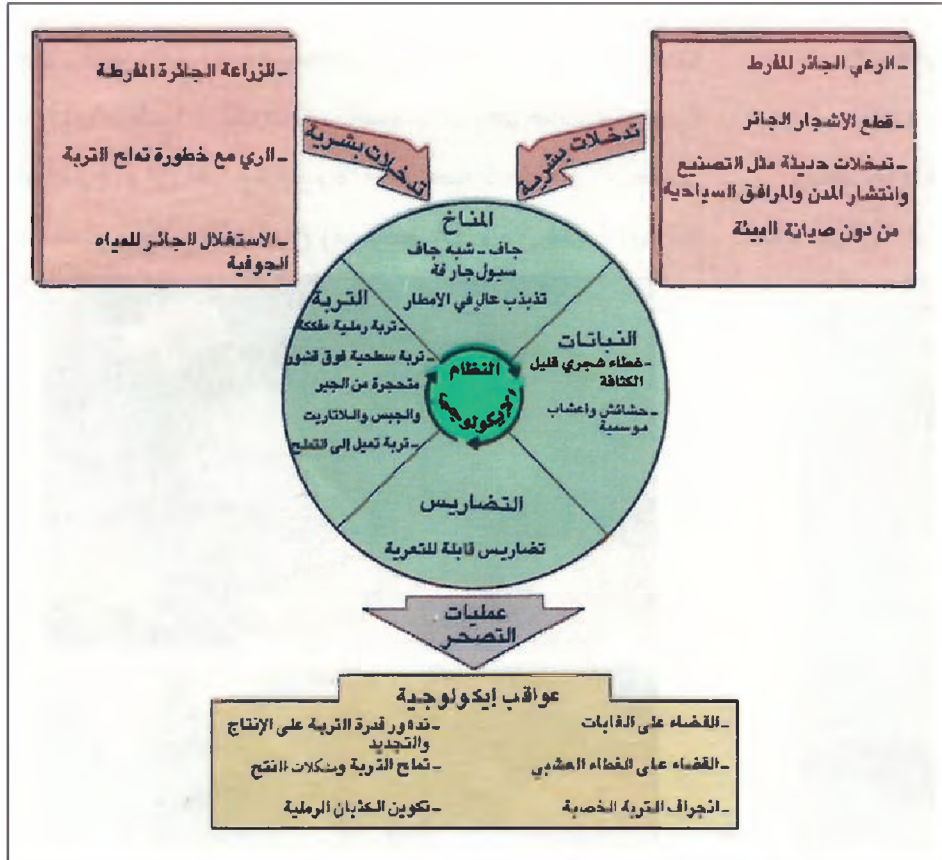 - الرعي الجائر المفرط
- قطع الأشجار الجائر
- تدخلات حديثة مثل التصنيع
وانتشار المدن والمرافق السياحية
من دون صيانة البيئة
تدخلات بشرية
- الزراعة الجائرة المفرطة
- الري مع خطورة تملح التربة
- الاستغلال الجائر للمياه
الجوفية
تدخلات بشرية
المناخ
جاف - شبه جاف
سيول جارفة
تذبذب عال في الأمطار
النباتات
- غطاء شجري قليل
الكثافة
- حشائش واعشاب
موسمية
النظام
الإيكولوجي
التربة
- تربة رملية مفككة
- تربة سطحية فوق قشور
متحجرة من الجير
والجبس واللاتاريت
- تربة تميل إلى التملح
التضاريس
تضاريس قابلة للتعرية
عمليات
التصحر
عواقب إيكولوجية
- القضاء على الغابات
- القضاء على الغطاء العشبي
- انجراف التربة الخصبة
- تدهور قدرة التربة على الإنتاج
والتجديد
- تملح التربة ومشكلات النتح
- تكوين الكثبان الرملية